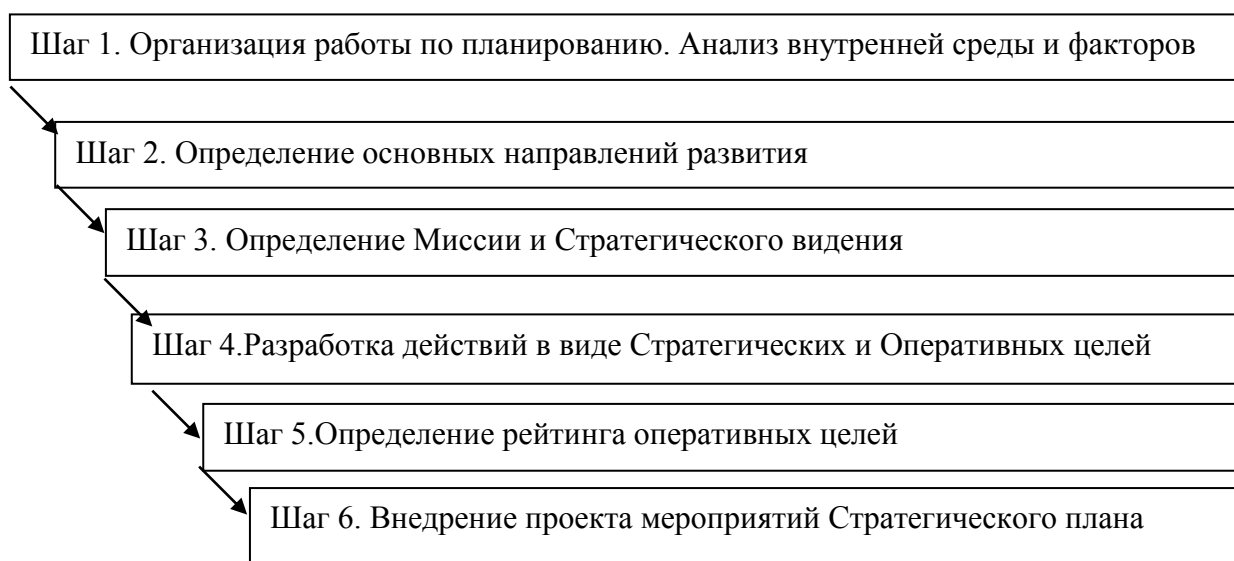 Шаг 1. Организация работы по планированию. Анализ внутренней среды и факторов
Шаг 2. Определение основных направлений развития
Шаг 3. Определение Миссии и Стратегического видения
Шаг 4.Разработка действий в виде Стратегических и Оперативных целей
Шаг 5.Определение рейтинга оперативных целей
Шаг 6. Внедрение проекта мероприятий Стратегического плана